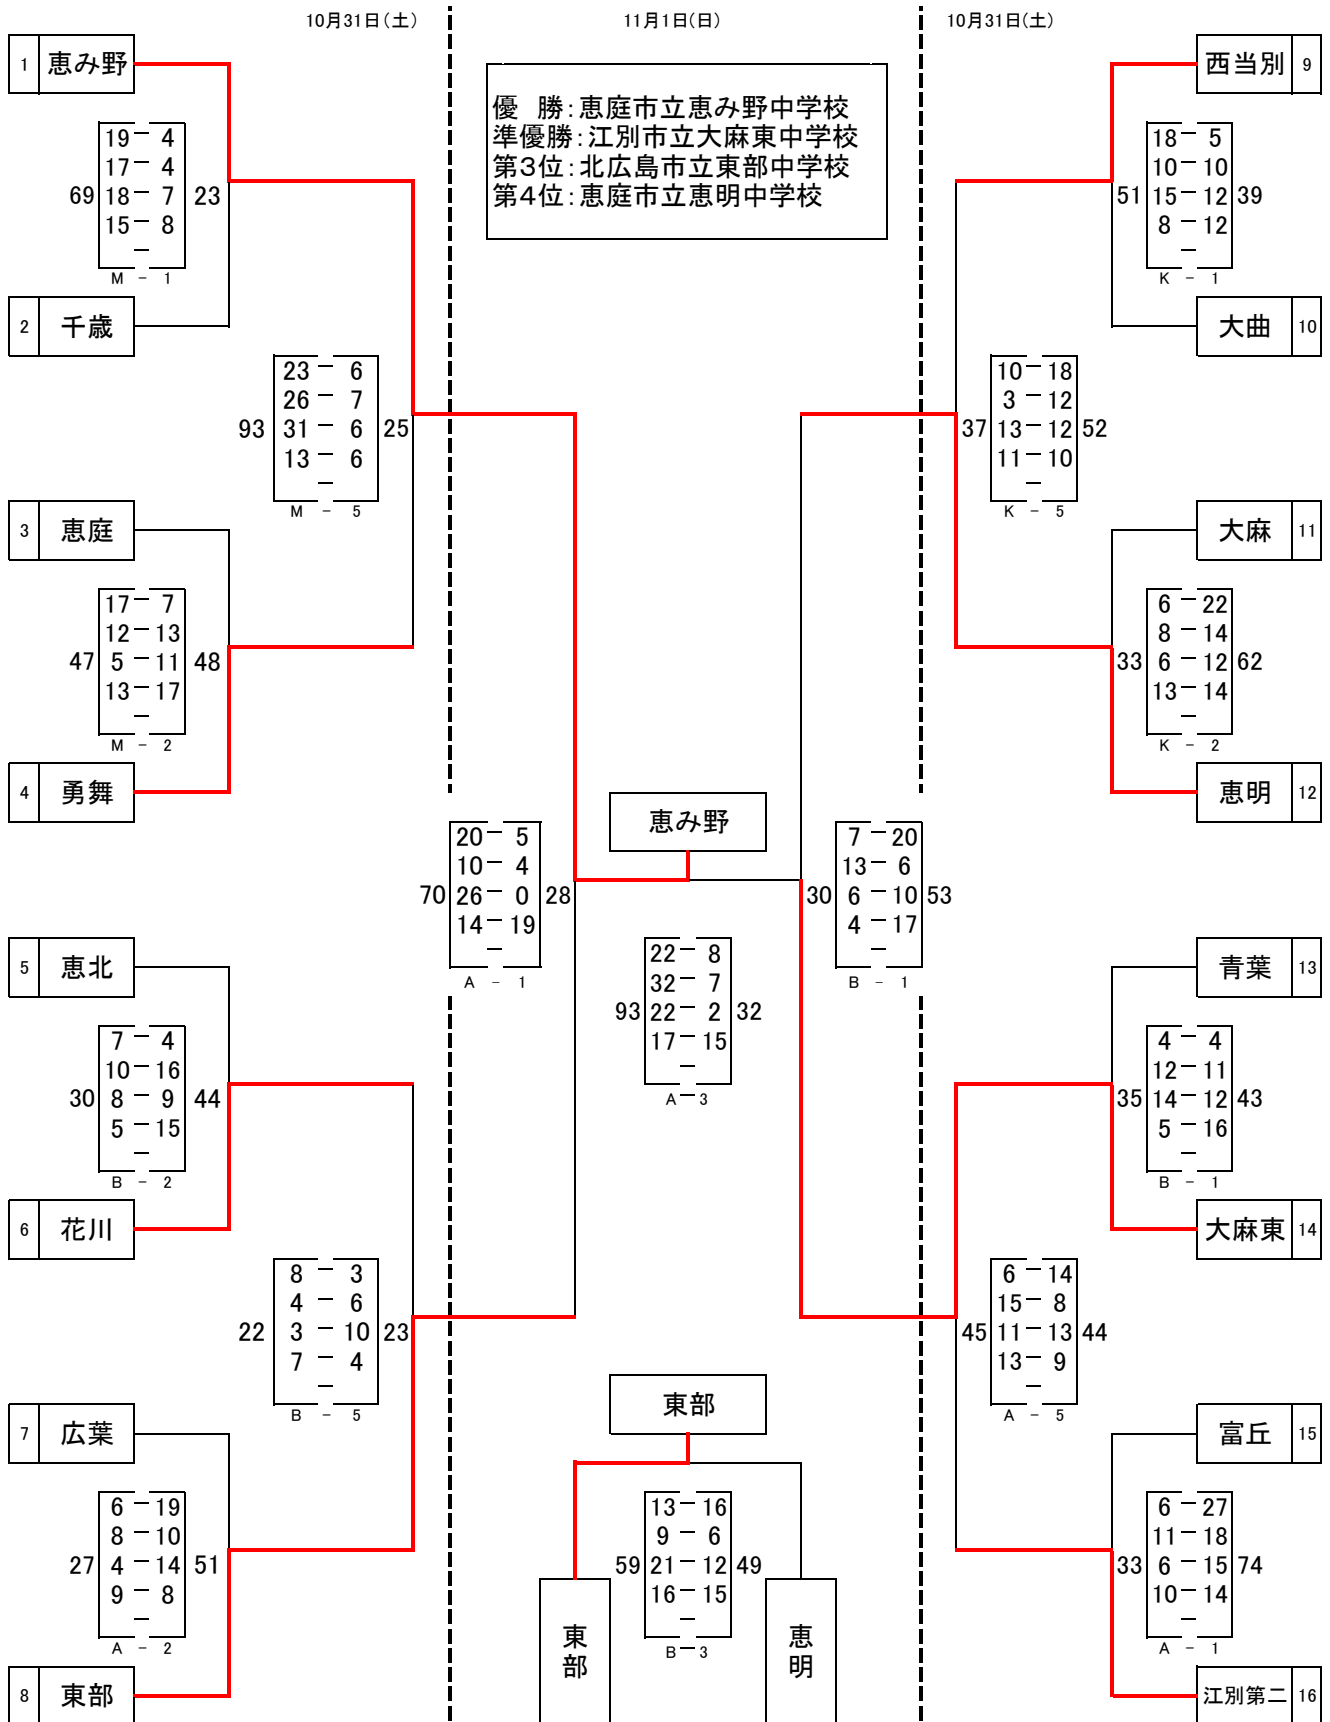 10月31日(土)
11月1日(日)
10月31日(土)
優 勝:恵庭市立恵み野中学校
準優勝:江別市立大麻東中学校
第3位:北広島市立東部中学校
第4位:恵庭市立恵明中学校
1 恵み野
19 - 4
17 - 4
69 18 - 7 23
15 - 8
-
M - 1
2 千歳
23 - 6
26 - 7
93 31 - 6 25
13 - 6
-
M - 5
3 恵庭
17 - 7
12 - 13
47 5 - 11 48
13 - 17
-
M - 2
4 勇舞
20 - 5
10 - 4
70 26 - 0 28
14 - 19
-
A - 1
5 恵北
7 - 4
10 - 16
30 8 - 9 44
5 - 15
-
B - 2
6 花川
8 - 3
4 - 6
22 3 - 10 23
7 - 4
-
B - 5
7 広葉
6 - 19
8 - 10
27 4 - 14 51
9 - 8
-
A - 2
8 東部
恵み野
22 - 8
32 - 7
93 22 - 2 32
17 - 15
-
A - 3
東部
13 - 16
9 - 6
59 21 - 12 49
16 - 15
-
B - 3
東部
恵明
西当別 9
18 - 5
10 - 10
51 15 - 12 39
8 - 12
-
K - 1
大曲 10
10 - 18
3 - 12
37 13 - 12 52
11 - 10
-
K - 5
大麻 11
6 - 22
8 - 14
33 6 - 12 62
13 - 14
-
K - 2
恵明 12
7 - 20
13 - 6
30 6 - 10 53
4 - 17
-
B - 1
青葉 13
4 - 4
12 - 11
35 14 - 12 43
5 - 16
-
B - 1
大麻東 14
6 - 14
15 - 8
45 11 - 13 44
13 - 9
-
A - 5
富丘 15
6 - 27
11 - 18
33 6 - 15 74
10 - 14
-
A - 1
江別第二 16